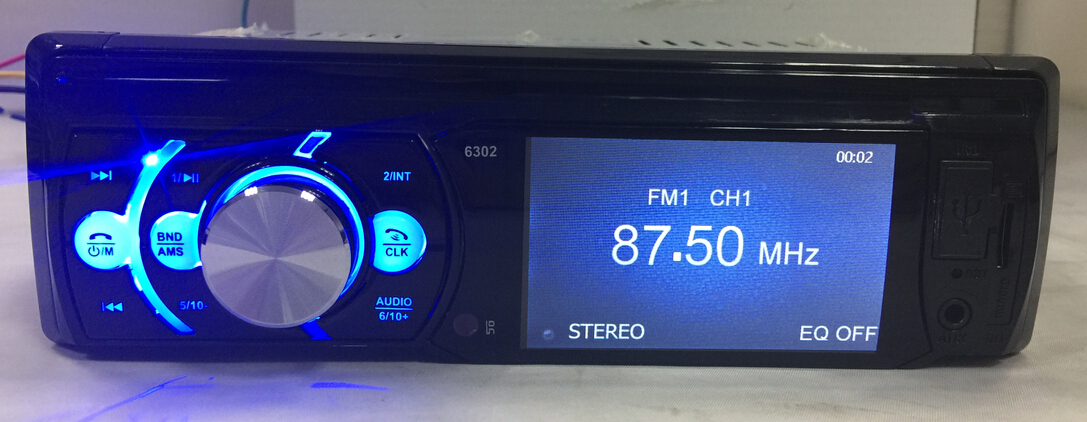 1/▶||
2/INT
⏻/M
BND
AMS
CLK
5/10-
AUDIO
6/10+
6302
00:02
FM1 CH1
87.50 MHz
STEREO
EQ OFF